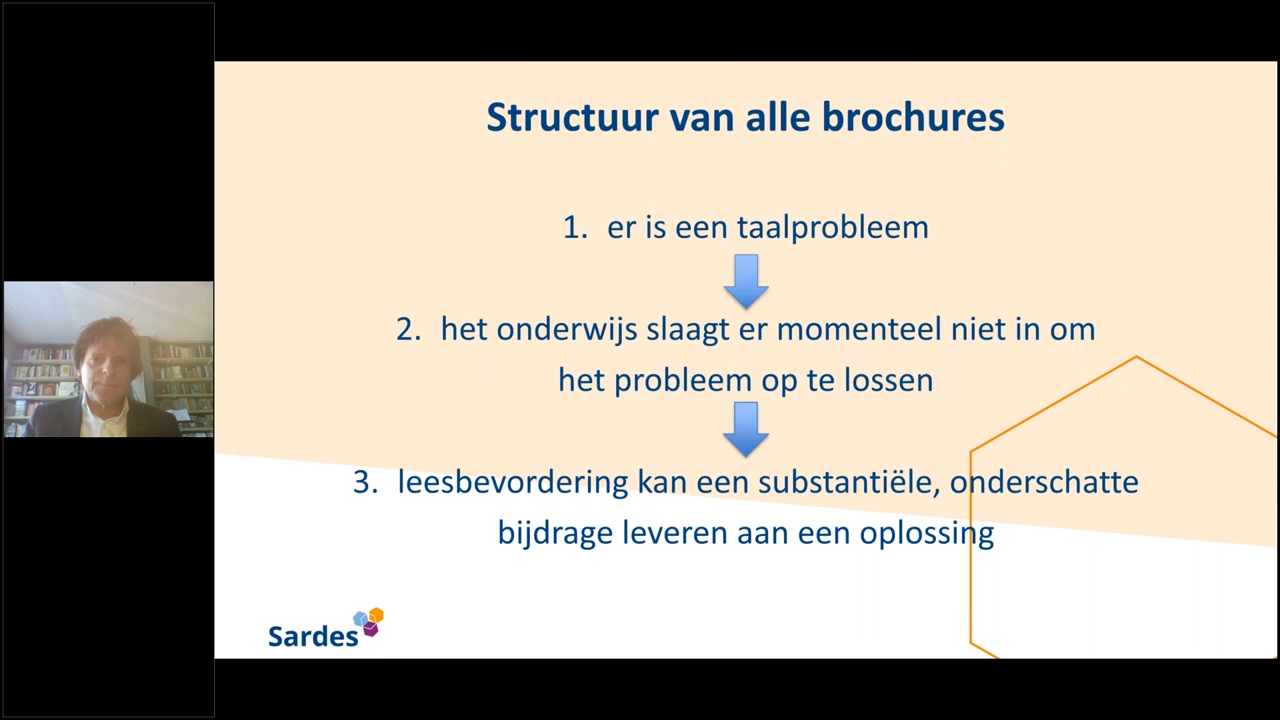 Structuur van alle brochures
1. er is een taalprobleem
2. het onderwijs slaagt er momenteel niet in om
het probleem op te lossen
3. leesbevordering kan een substantiële, onderschatte
bijdrage leveren aan een oplossing
Sardes